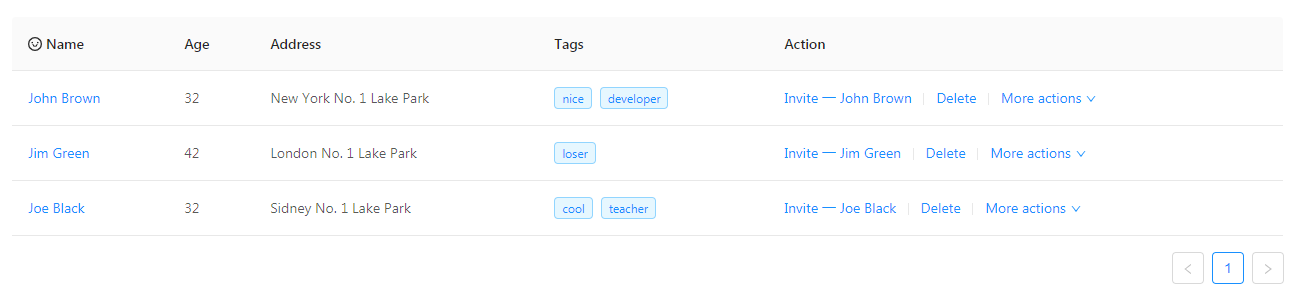 Name Age Address Tags Action
John Brown 32 New York No. 1 Lake Park nice developer Invite — John Brown Delete More actions
Jim Green 42 London No. 1 Lake Park loser Invite — Jim Green Delete More actions
Joe Black 32 Sidney No. 1 Lake Park cool teacher Invite — Joe Black Delete More actions
1